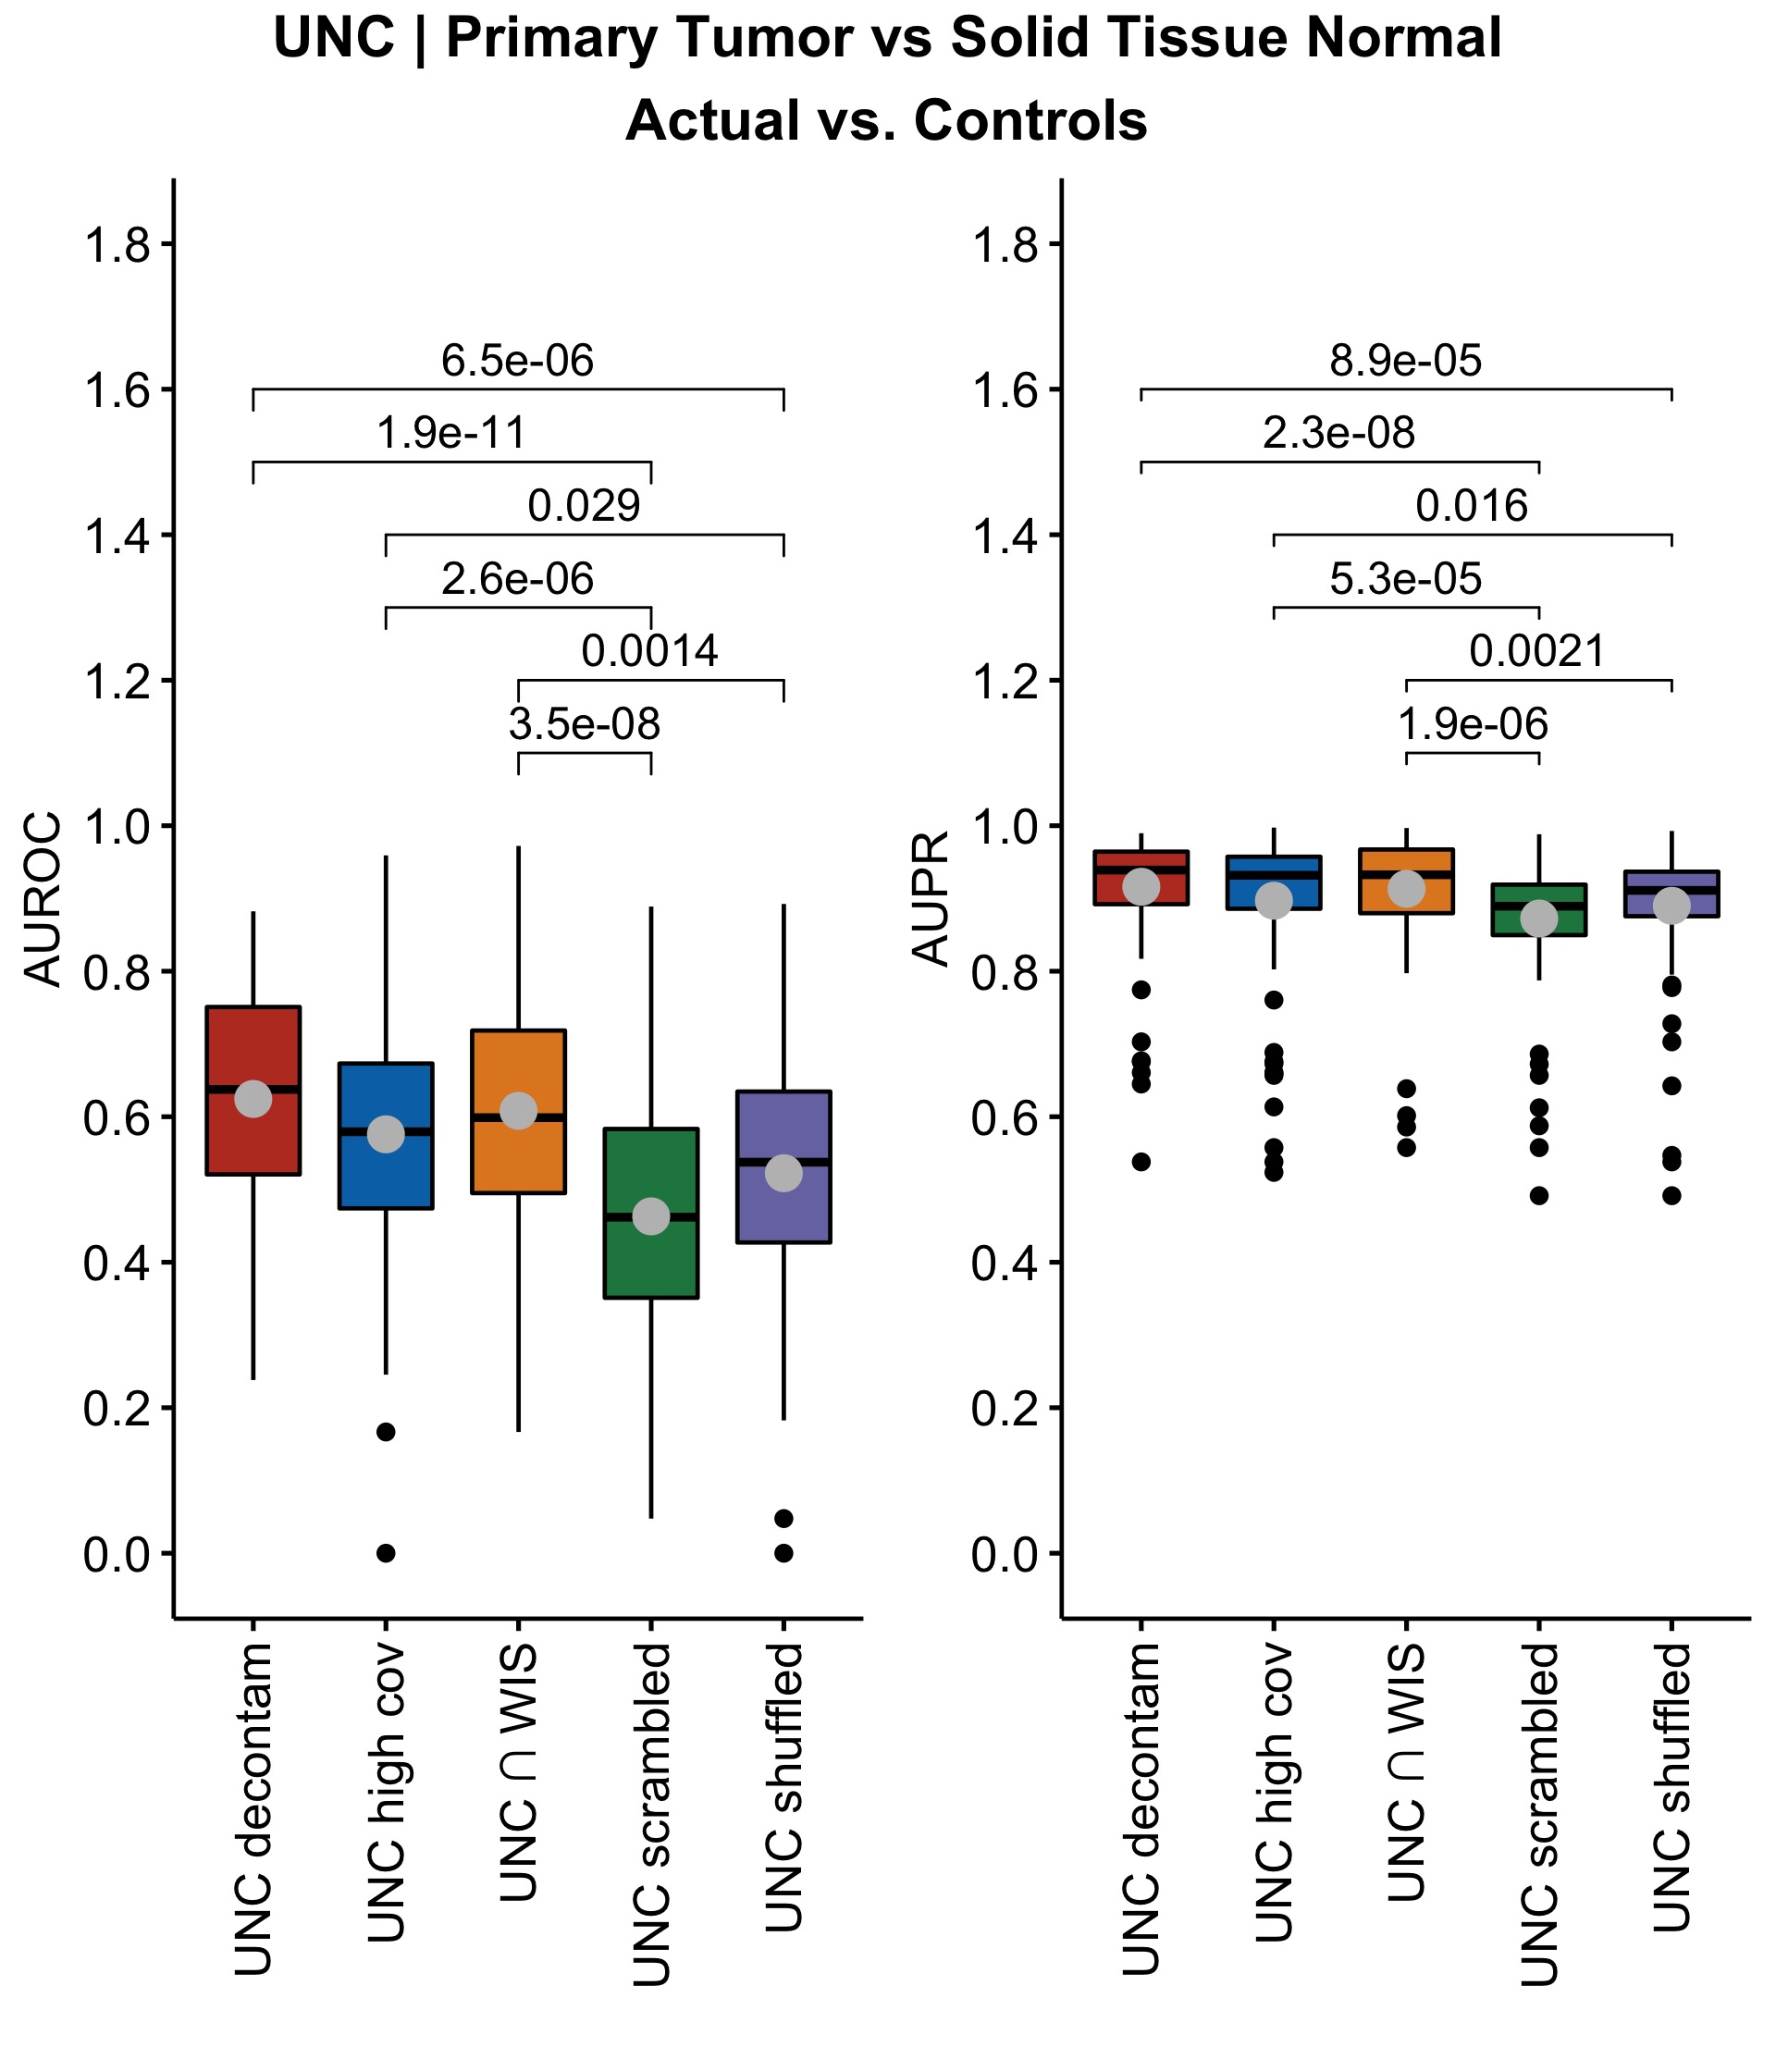 UNC | Primary Tumor vs Solid Tissue Normal
Actual vs. Controls
AUROC
1.8
1.6
1.4
1.2
1.0
0.8
0.6
0.4
0.2
0.0
6.5e-06
1.9e-11
0.029
2.6e-06
0.0014
3.5e-08
UNC decontam
UNC high cov
UNC ∩ WIS
UNC scrambled
UNC shuffled
AUPR
1.8
1.6
1.4
1.2
1.0
0.8
0.6
0.4
0.2
0.0
8.9e-05
2.3e-08
0.016
5.3e-05
0.0021
1.9e-06
UNC decontam
UNC high cov
UNC ∩ WIS
UNC scrambled
UNC shuffled